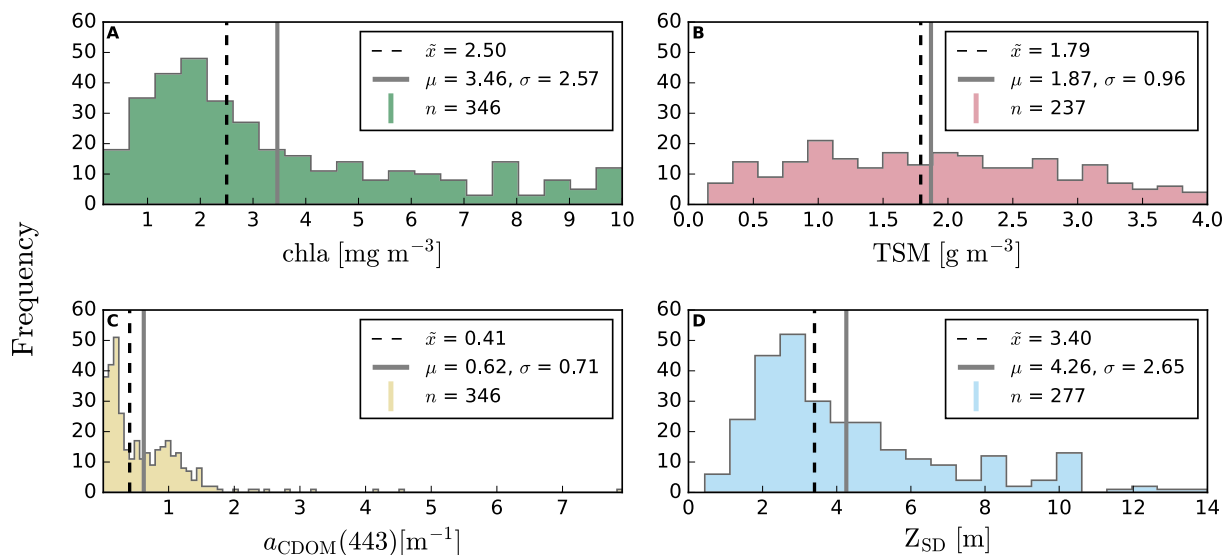 Frequency
A
60
50
40
30
20
10
0
x̃ = 2.50
μ = 3.46, σ = 2.57
n = 346
1 2 3 4 5 6 7 8 9 10
chla [mg m⁻³]
B
60
50
40
30
20
10
0
x̃ = 1.79
μ = 1.87, σ = 0.96
n = 237
0.0 0.5 1.0 1.5 2.0 2.5 3.0 3.5 4.0
TSM [g m⁻³]
C
60
50
40
30
20
10
0
x̃ = 0.41
μ = 0.62, σ = 0.71
n = 346
1 2 3 4 5 6 7
a_CDOM(443)[m⁻¹]
D
60
50
40
30
20
10
0
x̃ = 3.40
μ = 4.26, σ = 2.65
n = 277
2 4 6 8 10 12 14
Z_SD [m]